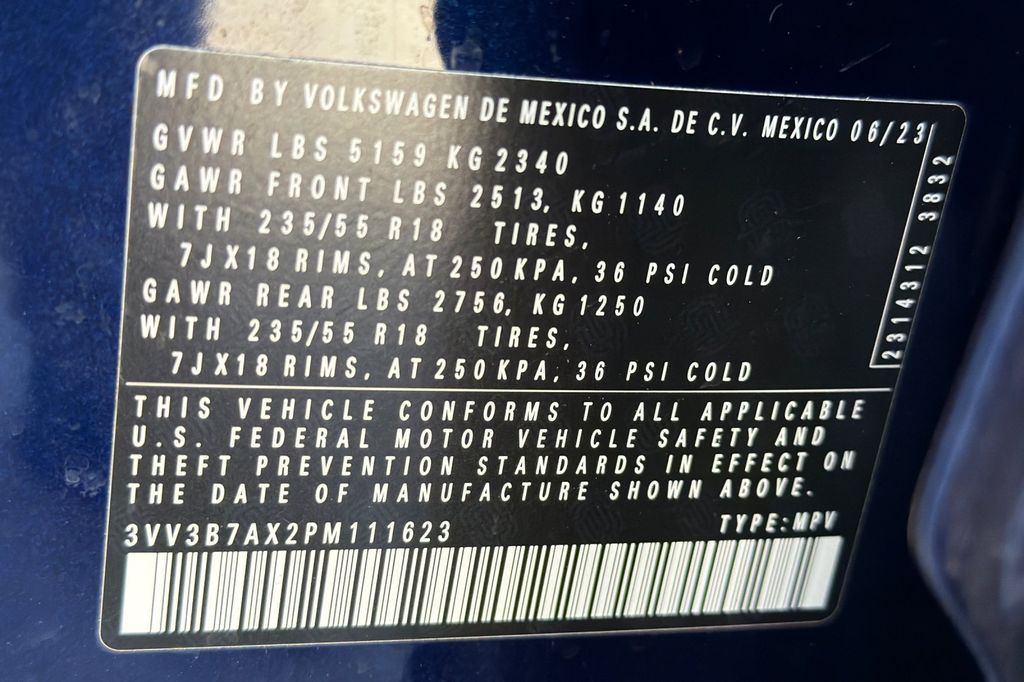 MFD BY VOLKSWAGEN DE MEXICO S.A. DE C.V. MEXICO 06/23
GVWR LBS 5159 KG 2340
GAWR FRONT LBS 2513, KG 1140
WITH 235/55 R18 TIRES,
7JX18 RIMS, AT 250 KPA, 36 PSI COLD
GAWR REAR LBS 2756, KG 1250
WITH 235/55 R18 TIRES,
7JX18 RIMS, AT 250 KPA, 36 PSI COLD
2314312 3832
THIS VEHICLE CONFORMS TO ALL APPLICABLE
U.S. FEDERAL MOTOR VEHICLE SAFETY AND
THEFT PREVENTION STANDARDS IN EFFECT ON
THE DATE OF MANUFACTURE SHOWN ABOVE.
3VV3B7AX2PM111623 TYPE:MPV